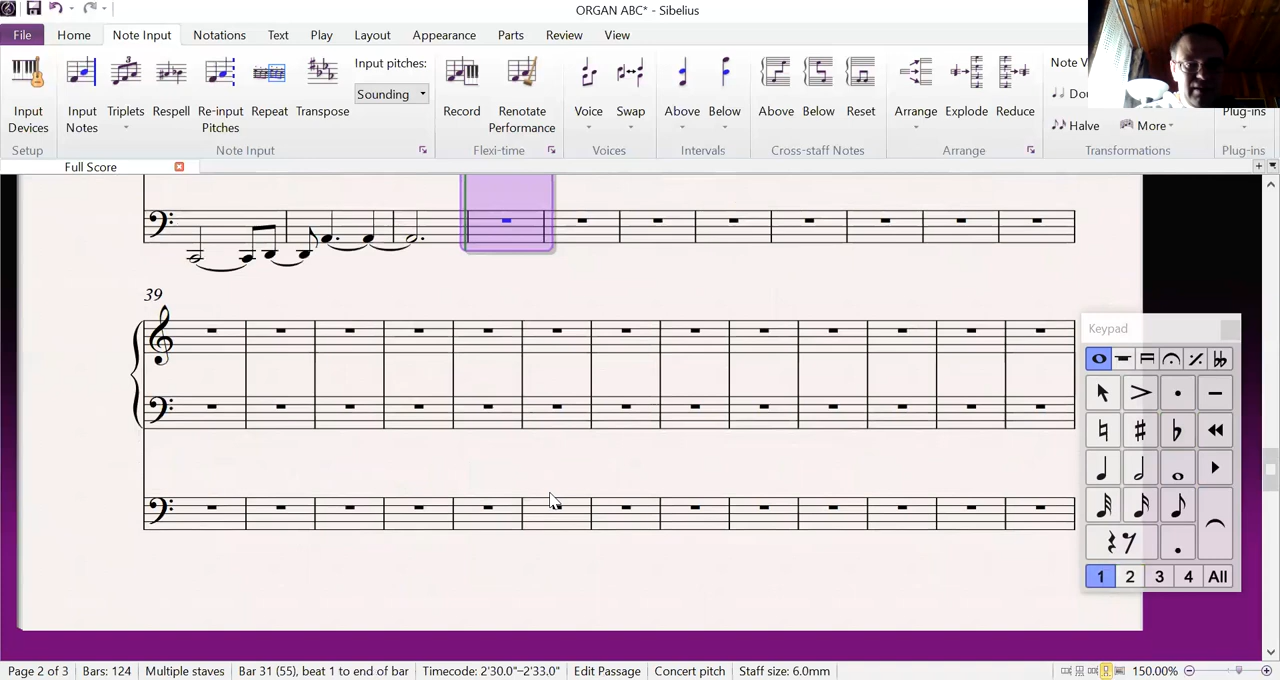 ORGAN ABC* - Sibelius
File Home Note Input Notations Text Play Layout Appearance Parts Review View
Input Devices
Input Notes
Triplets
Respell
Re-input Pitches
Repeat
Transpose
Input pitches:
Sounding
Record
Renotate Performance
Voice
Swap
Above
Below
Above
Below
Reset
Arrange
Explode
Reduce
Halve
More
Plug-ins
Setup Note Input Flexi-time Voices Intervals Cross-staff Notes Arrange Transformations Plug-ins
Full Score
39
Keypad
1 2 3 4 All
Page 2 of 3 Bars: 124 Multiple staves Bar 31 (55), beat 1 to end of bar Timecode: 2'30.0"–2'33.0" Edit Passage Concert pitch Staff size: 6.0mm 150.00%